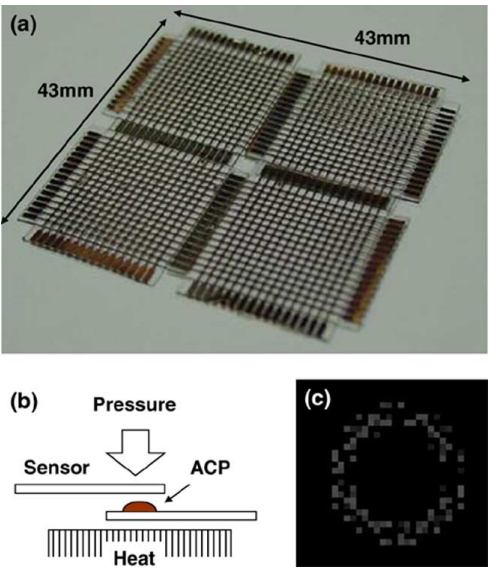 (a)
43mm
43mm
(b)
Pressure
Sensor
ACP
Heat
(c)